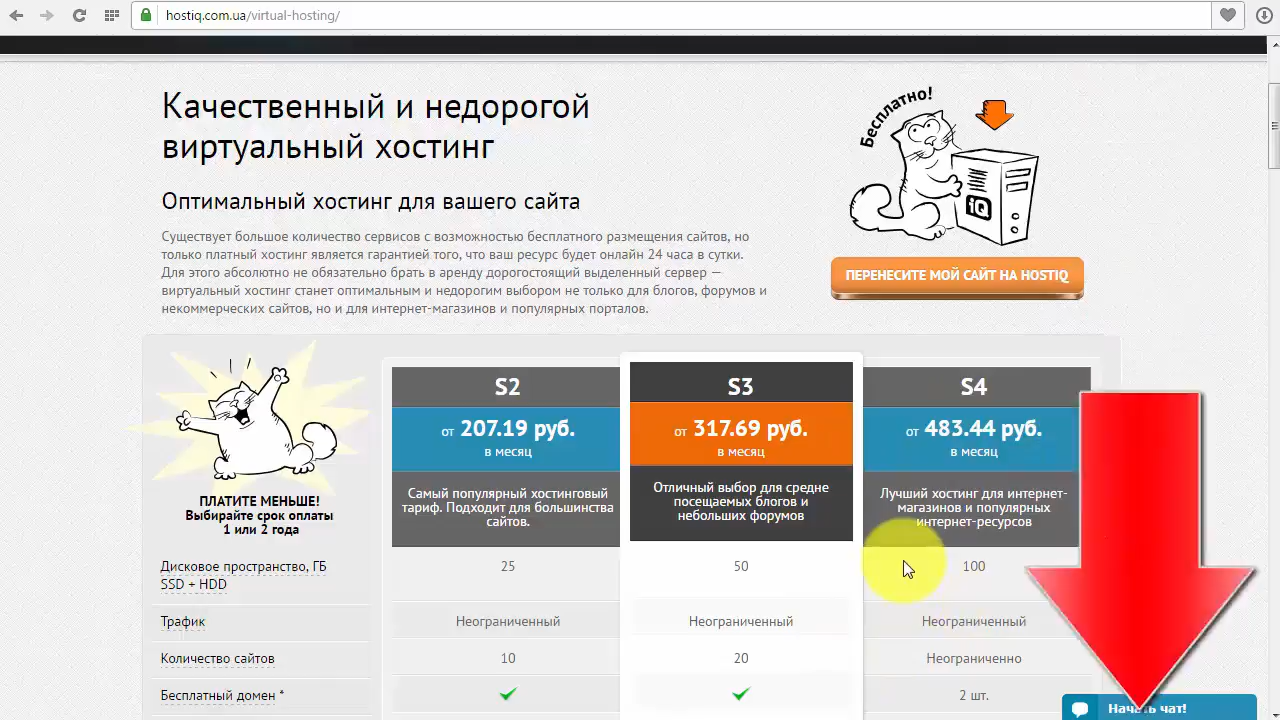 hostiq.com.ua/virtual-hosting/
Качественный и недорогой
виртуальный хостинг
Бесплатно!
iQ
Оптимальный хостинг для вашего сайта
Существует большое количество сервисов с возможностью бесплатного размещения сайтов, но
только платный хостинг является гарантией того, что ваш ресурс будет онлайн 24 часа в сутки.
Для этого абсолютно не обязательно брать в аренду дорогостоящий выделенный сервер —
виртуальный хостинг станет оптимальным и недорогим выбором не только для блогов, форумов и
некоммерческих сайтов, но и для интернет-магазинов и популярных порталов.
ПЕРЕНЕСИТЕ МОЙ САЙТ НА HOSTIQ
ПЛАТИТЕ МЕНЬШЕ!
Выбирайте срок оплаты
1 или 2 года
S2
от 207.19 руб.
в месяц
Самый популярный хостинговый
тариф. Подходит для большинства
сайтов.
S3
от 317.69 руб.
в месяц
Отличный выбор для средне
посещаемых блогов и
небольших форумов
S4
от 483.44 руб.
в месяц
Лучший хостинг для интернет-
магазинов и популярных
интернет-ресурсов
Дисковое пространство, ГБ
SSD + HDD
25
50
100
Трафик
Неограниченный
Неограниченный
Неограниченный
Количество сайтов
10
20
Неограниченно
Бесплатный домен *
2 шт.
Начать чат!